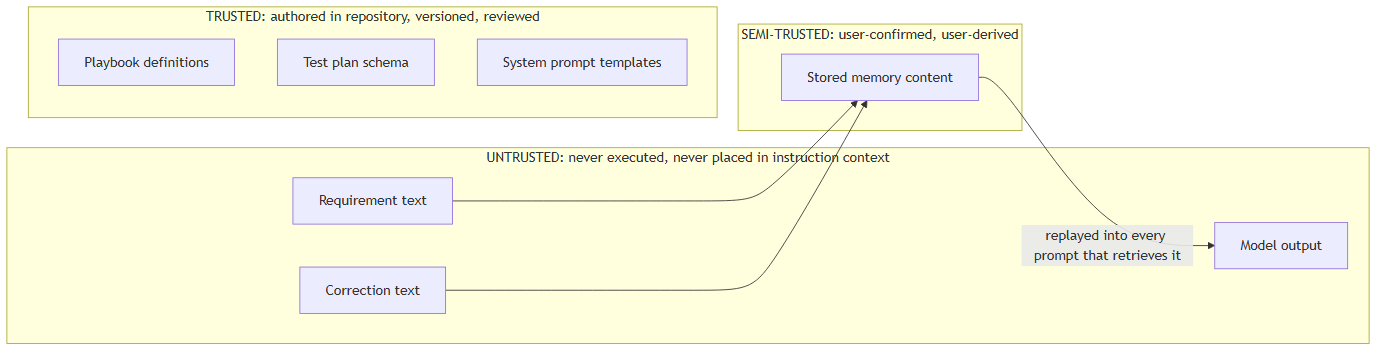 TRUSTED: authored in repository, versioned, reviewed
Playbook definitions
Test plan schema
System prompt templates
SEMI-TRUSTED: user-confirmed, user-derived
Stored memory content
UNTRUSTED: never executed, never placed in instruction context
Requirement text
Correction text
replayed into every
prompt that retrieves it
Model output